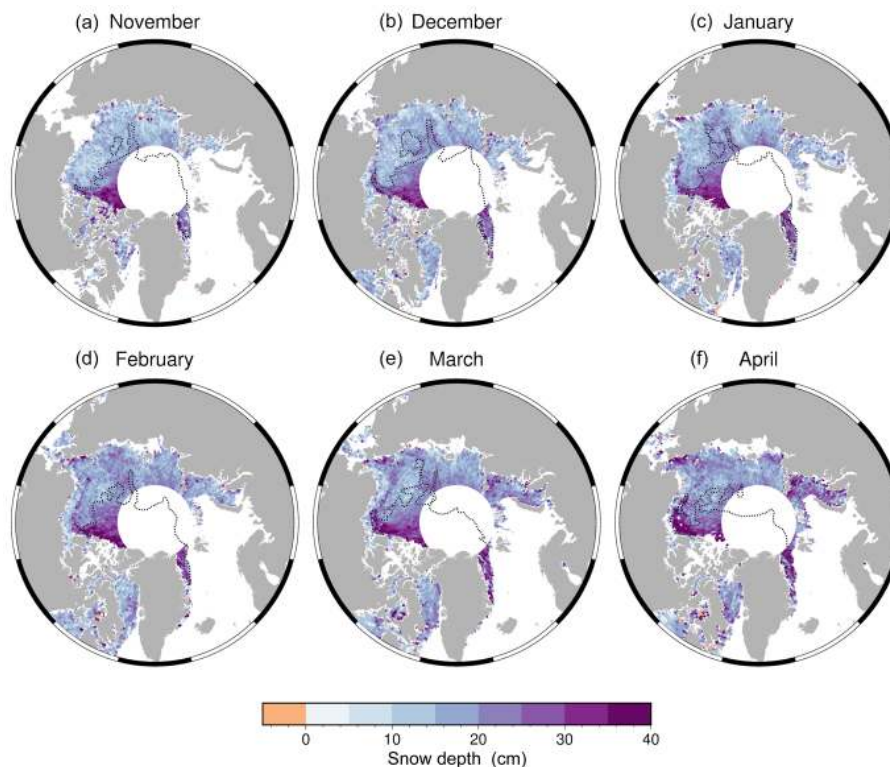 (a) November
(b) December
(c) January
(d) February
(e) March
(f) April
0 10 20 30 40
Snow depth (cm)